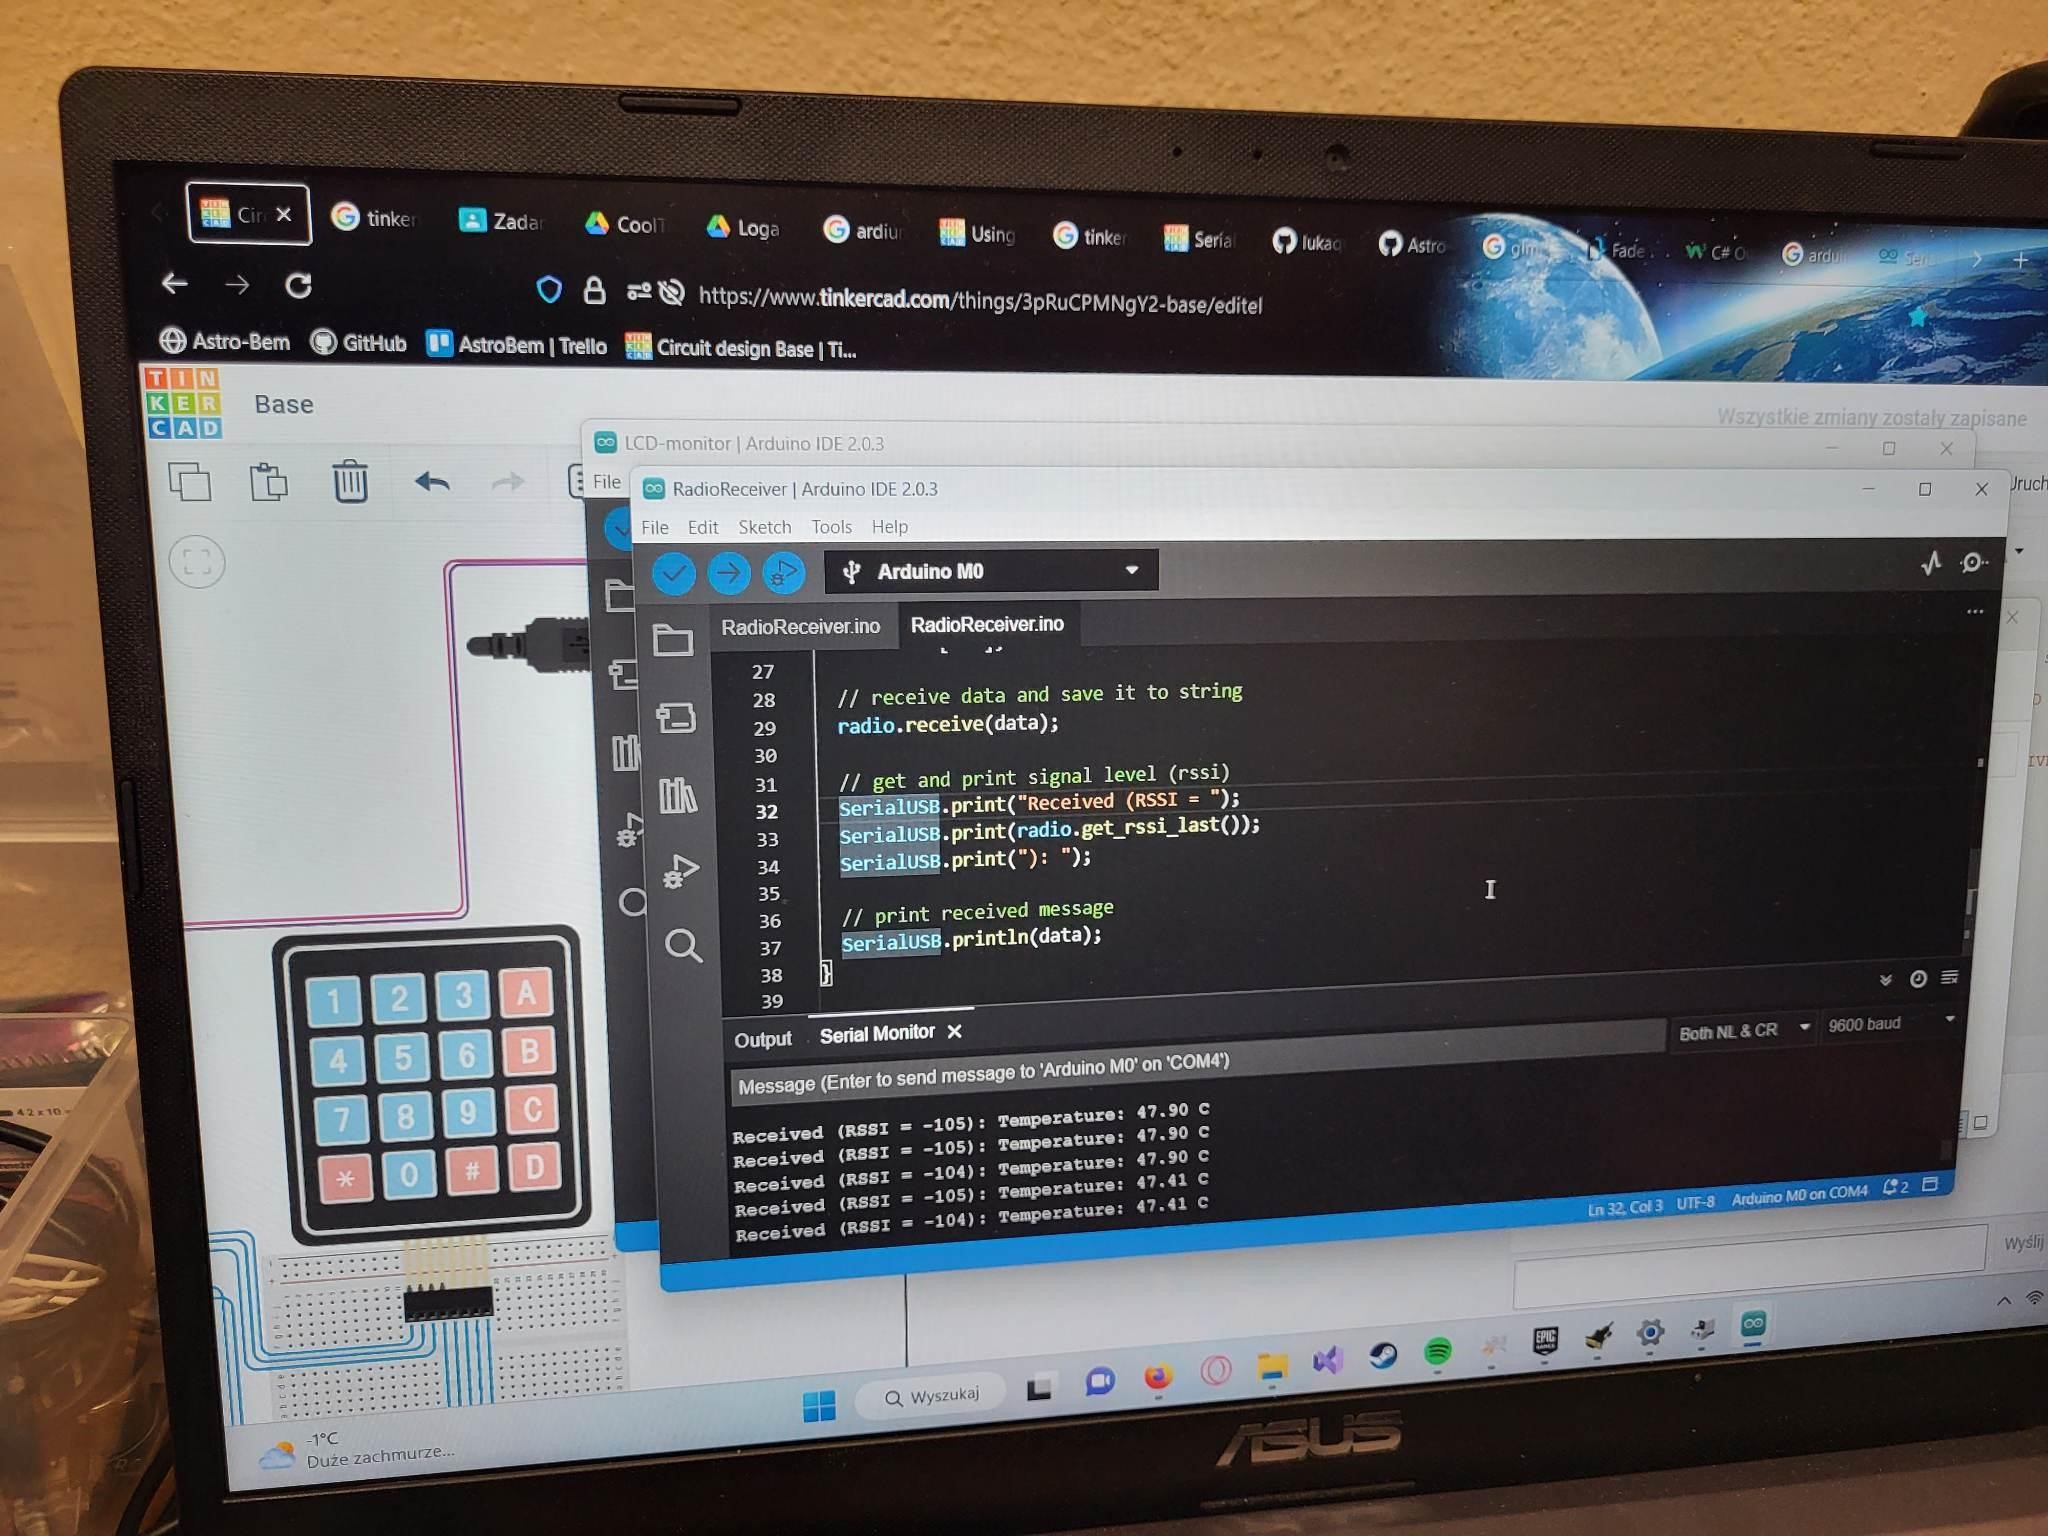 Cir
tinker
Zadar
CoolT
Loga
arduin
Using
tinker
Serial
lukaq
Astro
Fade
C# O
ardui
Seri
https://www.tinkercad.com/things/3pRuCPMNgY2-base/editel
Astro-Bem
GitHub
AstroBem | Trello
Circuit design Base | Ti...
TINKERCAD
Base
Wszystkie zmiany zostały zapisane
LCD-monitor | Arduino IDE 2.0.3
File
RadioReceiver | Arduino IDE 2.0.3
File Edit Sketch Tools Help
Arduino M0
RadioReceiver.ino RadioReceiver.ino
27
28 // receive data and save it to string
29 radio.receive(data);
30
31 // get and print signal level (rssi)
32 SerialUSB.print("Received (RSSI = ");
33 SerialUSB.print(radio.get_rssi_last());
34 SerialUSB.print("): ");
35
36 // print received message
37 SerialUSB.println(data);
38 }
39
Output Serial Monitor
Both NL & CR
9600 baud
Message (Enter to send message to 'Arduino M0' on 'COM4')
Received (RSSI = -105): Temperature: 47.90 C
Received (RSSI = -105): Temperature: 47.90 C
Received (RSSI = -104): Temperature: 47.90 C
Received (RSSI = -105): Temperature: 47.41 C
Received (RSSI = -104): Temperature: 47.41 C
Ln 32, Col 3 UTF-8 Arduino M0 on COM4 2
1 2 3 A
4 5 6 B
7 8 9 C
* 0 # D
Wyślij
Wyszukaj
EPIC GAMES
-1°C
Duże zachmurze...
ASUS